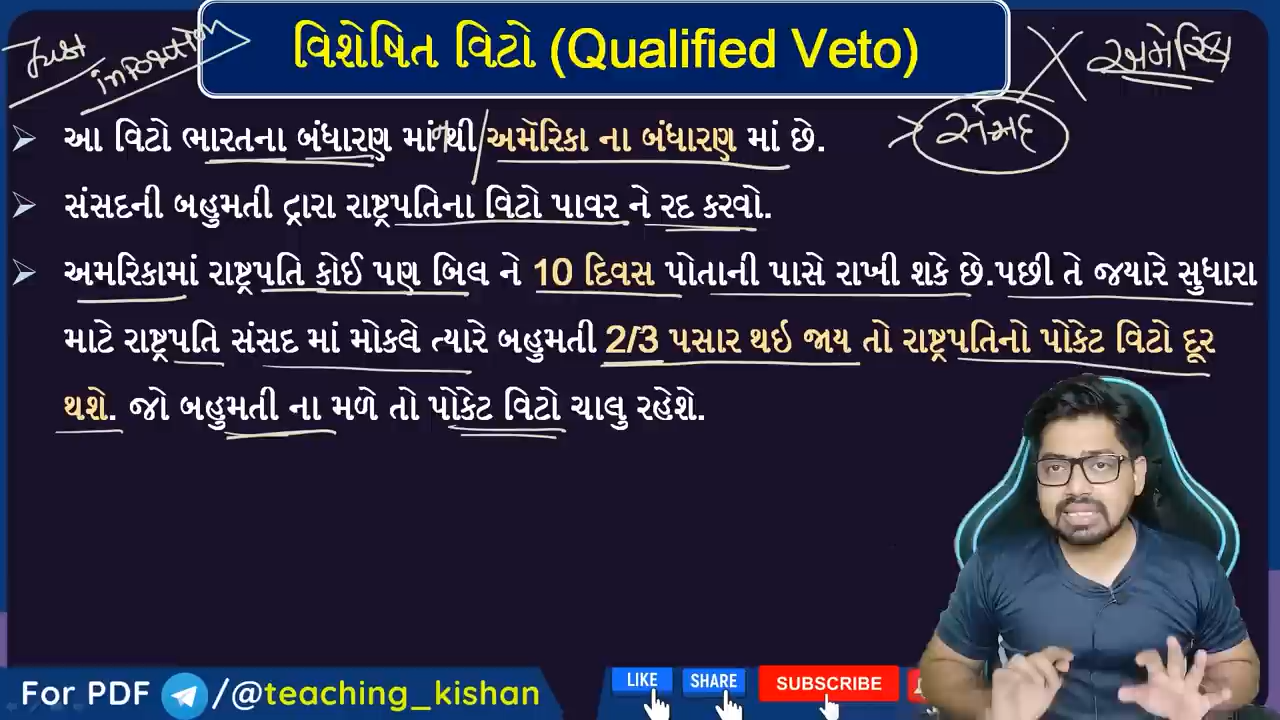 Just information
વિશેષિત વિટો (Qualified Veto)
અમેરિકા
સંસદ
આ વિટો ભારતના બંધારણ માં નથી / અમૅરિકા ના બંધારણ માં છે.
સંસદની બહુમતી દ્વારા રાષ્ટ્રપતિના વિટો પાવર ને રદ કરવો.
અમરિકામાં રાષ્ટ્રપતિ કોઈ પણ બિલ ને 10 દિવસ પોતાની પાસે રાખી શકે છે.પછી તે જયારે સુધારા
માટે રાષ્ટ્રપતિ સંસદ માં મોકલે ત્યારે બહુમતી 2/3 પસાર થઇ જાય તો રાષ્ટ્રપતિનો પોકેટ વિટો દૂર
થશે. જો બહુમતી ના મળે તો પોકેટ વિટો ચાલુ રહેશે.
For PDF /@teaching_kishan
LIKE SHARE SUBSCRIBE